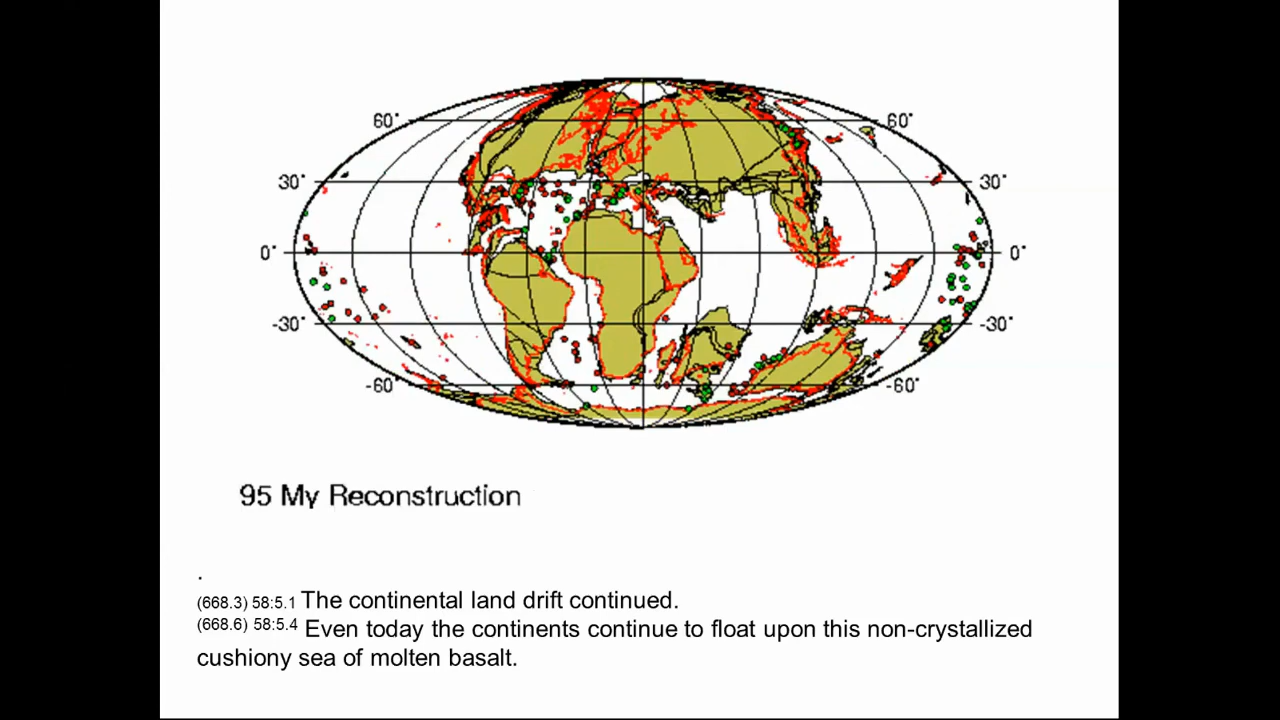 60° 60°
30° 30°
0° 0°
-30° -30°
-60° -60°
95 My Reconstruction
.
(668.3) 58:5.1 The continental land drift continued.
(668.6) 58:5.4 Even today the continents continue to float upon this non-crystallized
cushiony sea of molten basalt.